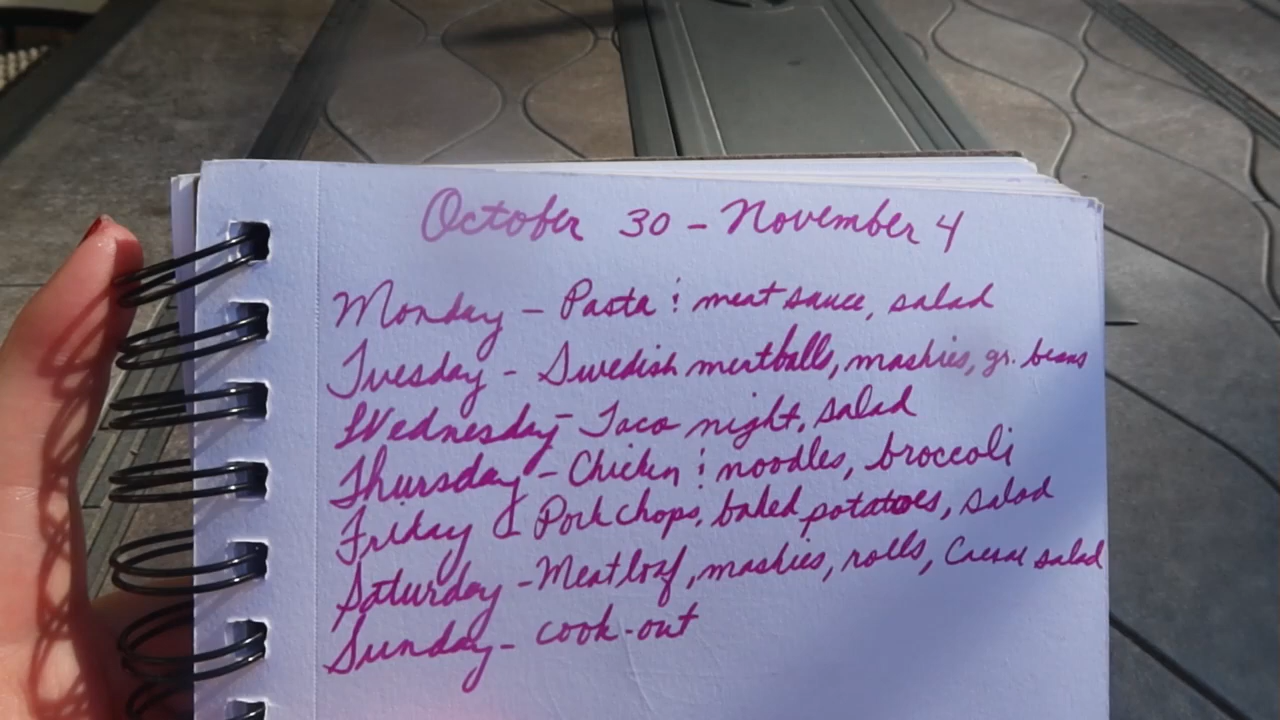 October 30 - November 4
Monday - Pasta & meat sauce, salad
Tuesday - Swedish meatballs, mashies, gr. beans
Wednesday - Taco night, salad
Thursday - Chicken & noodles, broccoli
Friday - Pork chops, baked potatoes, salad
Saturday - Meatloaf, mashies, rolls, Caesar salad
Sunday - cook-out